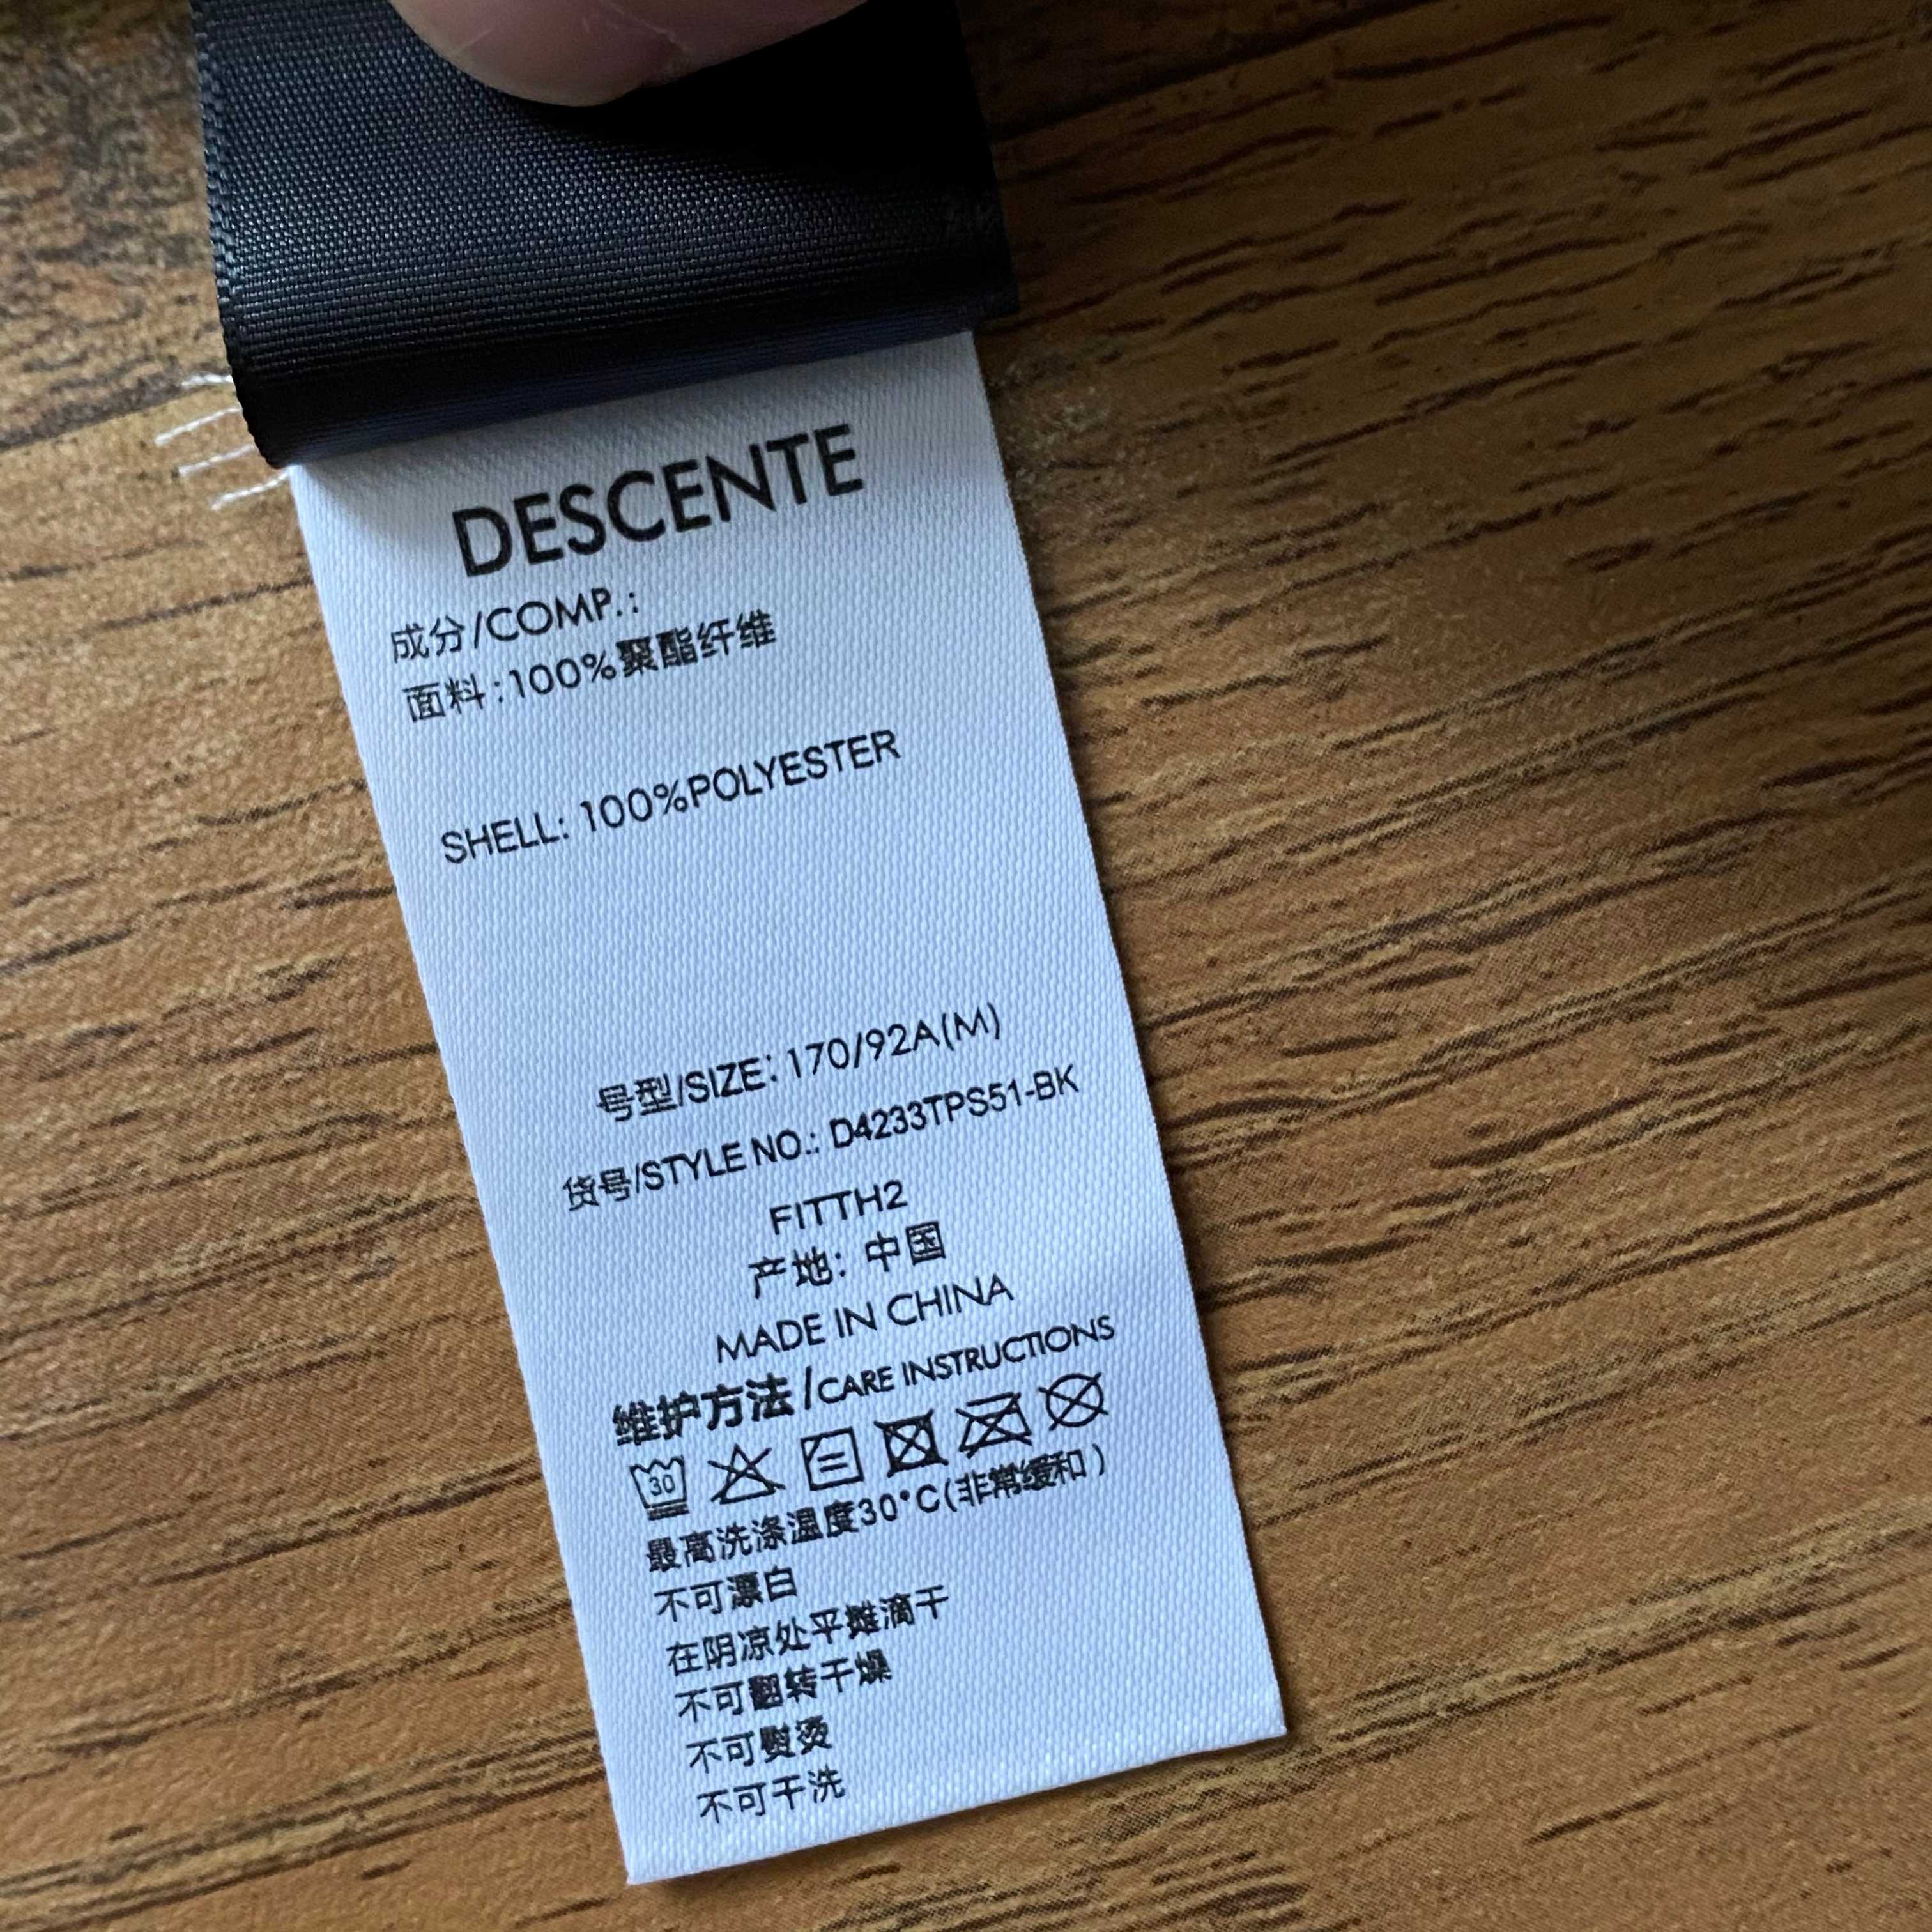 DESCENTE
成分/COMP.:
面料:100%聚酯纤维
SHELL: 100%POLYESTER
号型/SIZE: 170/92A(M)
货号/STYLE NO.: D4233TPS51-BK
FITTH2
产地: 中国
MADE IN CHINA
维护方法/CARE INSTRUCTIONS
30
最高洗涤温度30°C(非常缓和)
不可漂白
在阴凉处平摊滴干
不可翻转干燥
不可熨烫
不可干洗